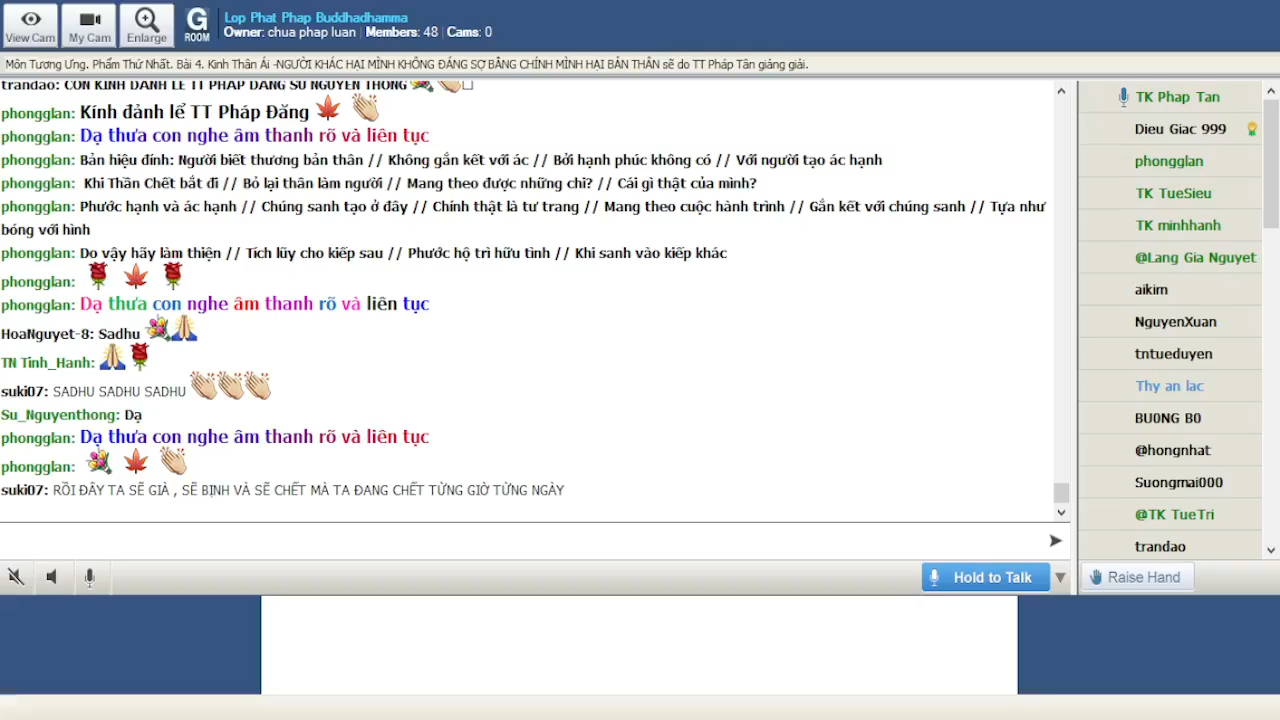 View Cam
My Cam
Enlarge
G ROOM
Lop Phat Phap Buddhadhamma
Owner: chua phap luan | Members: 48 | Cams: 0
Môn Tương Ưng. Phẩm Thứ Nhất. Bài 4. Kinh Thân Ái -NGƯỜI KHÁC HẠI MÌNH KHÔNG ĐÁNG SỢ BẰNG CHÍNH MÌNH HẠI BẢN THÂN sẽ do TT Pháp Tân giảng giải.
trandao: CON KÍNH ĐẢNH LỄ TT PHÁP ĐĂNG SƯ NGUYÊN THÔNG
phongglan: Kính đảnh lể TT Pháp Đăng
phongglan: Dạ thưa con nghe âm thanh rõ và liên tục
phongglan: Bản hiệu đính: Người biết thương bản thân // Không gắn kết với ác // Bởi hạnh phúc không có // Với người tạo ác hạnh
phongglan: Khi Thần Chết bắt đi // Bỏ lại thân làm người // Mang theo được những chi? // Cái gì thật của mình?
phongglan: Phước hạnh và ác hạnh // Chúng sanh tạo ở đây // Chính thật là tư trang // Mang theo cuộc hành trình // Gắn kết với chúng sanh // Tựa như
bóng với hình
phongglan: Do vậy hãy làm thiện // Tích lũy cho kiếp sau // Phước hộ trì hữu tình // Khi sanh vào kiếp khác
phongglan:
phongglan: Dạ thưa con nghe âm thanh rõ và liên tục
HoaNguyet-8: Sadhu
TN Tinh_Hanh:
suki07: SADHU SADHU SADHU
Su_Nguyenthong: Dạ
phongglan: Dạ thưa con nghe âm thanh rõ và liên tục
phongglan:
suki07: RỒI ĐÂY TA SẼ GIÀ , SẼ BỊNH VÀ SẼ CHẾT MÀ TA ĐANG CHẾT TỪNG GIỜ TỪNG NGÀY
TK Phap Tan
Dieu Giac 999
phongglan
TK TueSieu
TK minhhanh
@Lang Gia Nguyet
aikim
NguyenXuan
tntueduyen
Thy an lac
BU0NG B0
@hongnhat
Suongmai000
@TK TueTri
trandao
Hold to Talk
Raise Hand